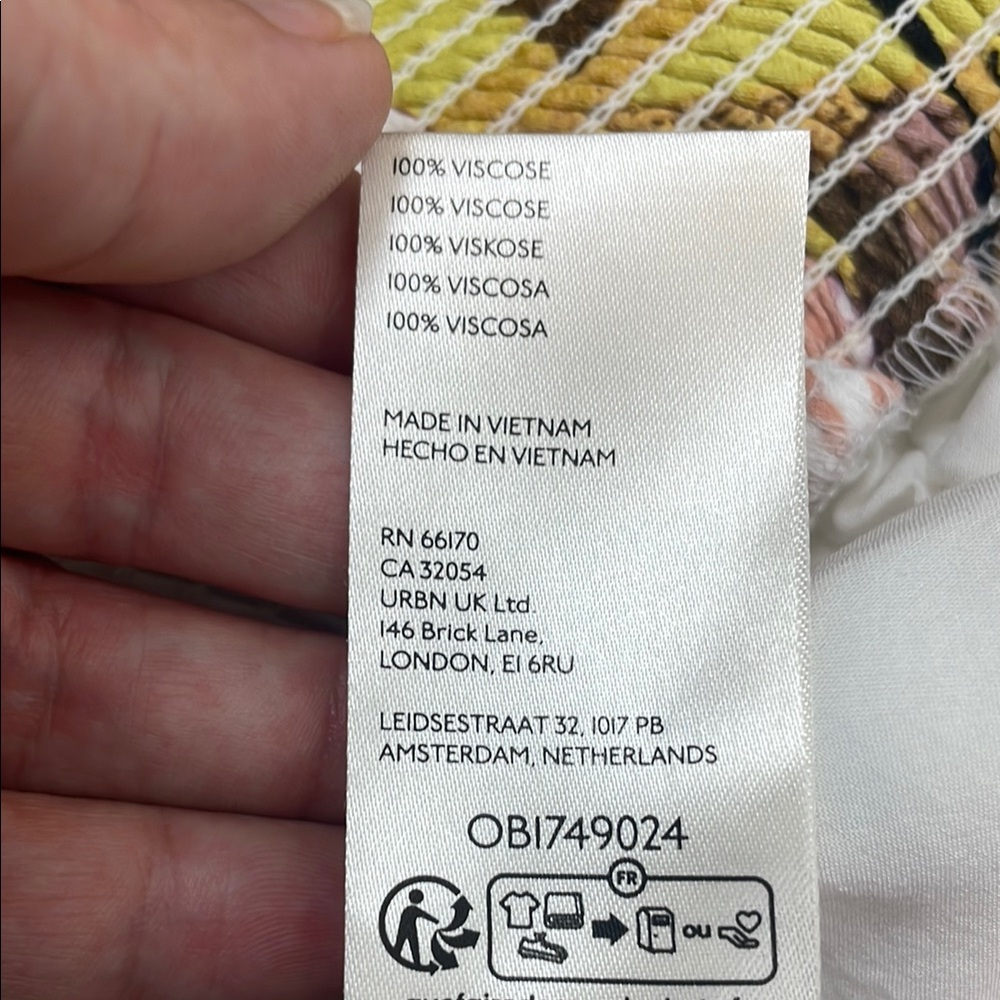 100% VISCOSE
100% VISCOSE
100% VISKOSE
100% VISCOSA
100% VISCOSA
MADE IN VIETNAM
HECHO EN VIETNAM
RN 66170
CA 32054
URBN UK Ltd.
146 Brick Lane,
LONDON, E1 6RU
LEIDSESTRAAT 32, 1017 PB
AMSTERDAM, NETHERLANDS
OB1749024
FR
ou